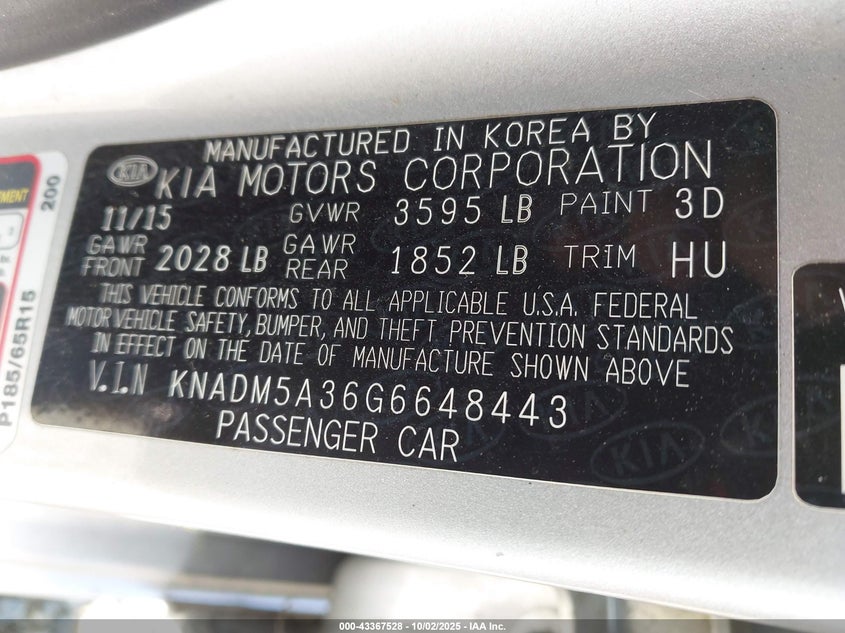 MANUFACTURED IN KOREA BY
KIA KIA MOTORS CORPORATION
11/15 GVWR 3595 LB PAINT 3D
GAWR FRONT 2028 LB GAWR REAR 1852 LB TRIM HU
THIS VEHICLE CONFORMS TO ALL APPLICABLE U.S.A. FEDERAL
MOTOR VEHICLE SAFETY, BUMPER, AND THEFT PREVENTION STANDARDS
IN EFFECT ON THE DATE OF MANUFACTURE SHOWN ABOVE
V.I.N KNADM5A36G6648443
PASSENGER CAR
200
P185/65R15
000-43367528 - 10/02/2025 - IAA Inc.